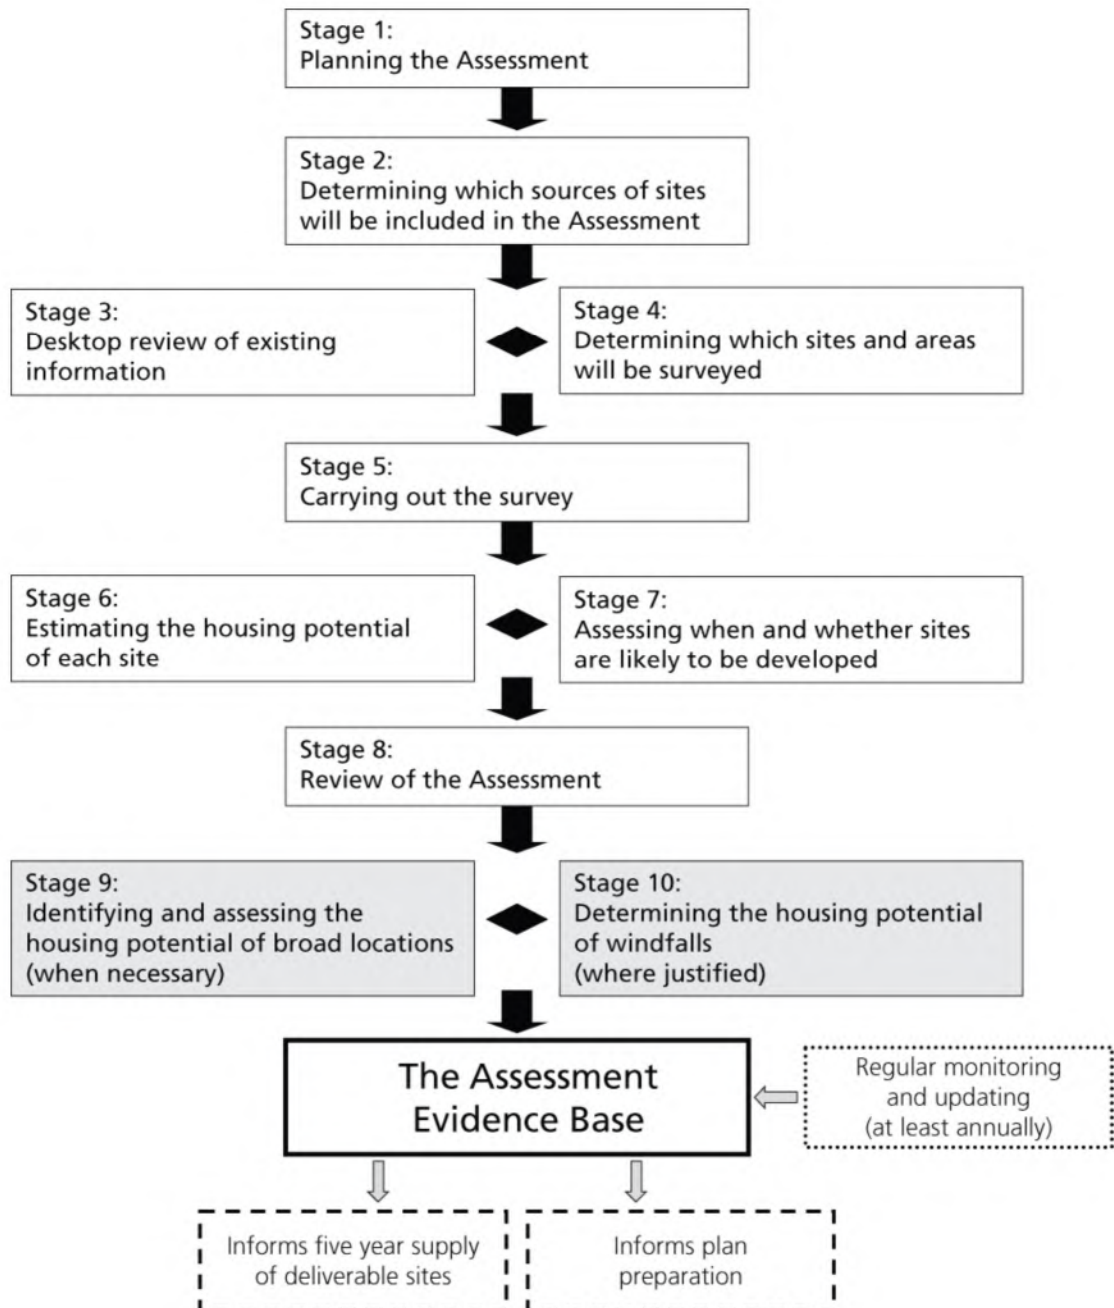 Stage 1:
Planning the Assessment
Stage 2:
Determining which sources of sites
will be included in the Assessment
Stage 3:
Desktop review of existing
information
Stage 4:
Determining which sites and areas
will be surveyed
Stage 5:
Carrying out the survey
Stage 6:
Estimating the housing potential
of each site
Stage 7:
Assessing when and whether sites
are likely to be developed
Stage 8:
Review of the Assessment
Stage 9:
Identifying and assessing the
housing potential of broad locations
(when necessary)
Stage 10:
Determining the housing potential
of windfalls
(where justified)
The Assessment
Evidence Base
Regular monitoring
and updating
(at least annually)
Informs five year supply
of deliverable sites
Informs plan
preparation